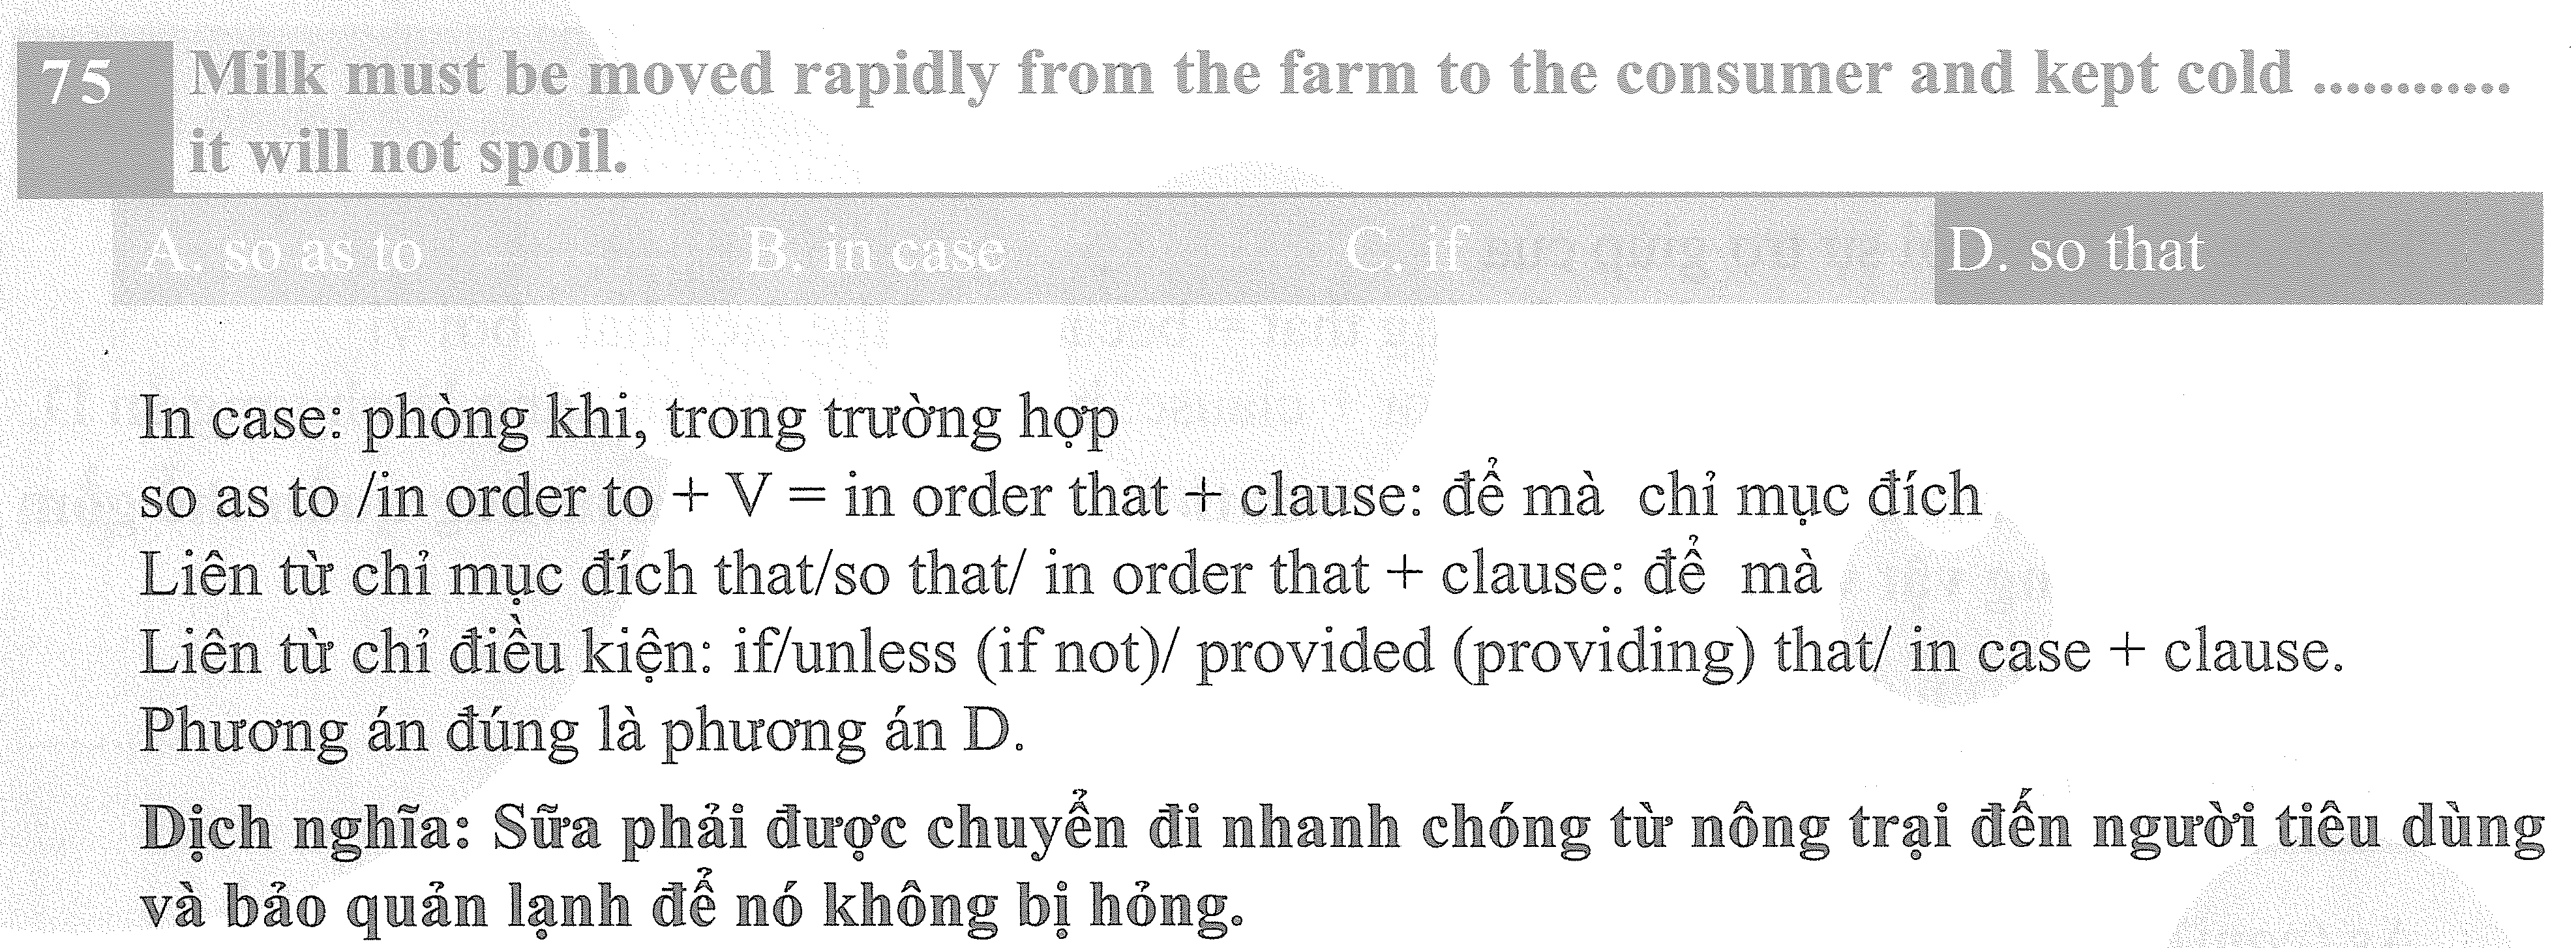 75 Milk must be moved rapidly from the farm to the consumer and kept cold ............
it will not spoil.
A. so as to B. in case C. if D. so that
In case: phòng khi, trong trường hợp
so as to /in order to + V = in order that + clause: để mà chỉ mục đích
Liên từ chỉ mục đích that/so that/ in order that + clause: để mà
Liên từ chỉ điều kiện: if/unless (if not)/ provided (providing) that/ in case + clause.
Phương án đúng là phương án D.
Dịch nghĩa: Sữa phải được chuyển đi nhanh chóng từ nông trại đến người tiêu dùng
và bảo quản lạnh để nó không bị hỏng.